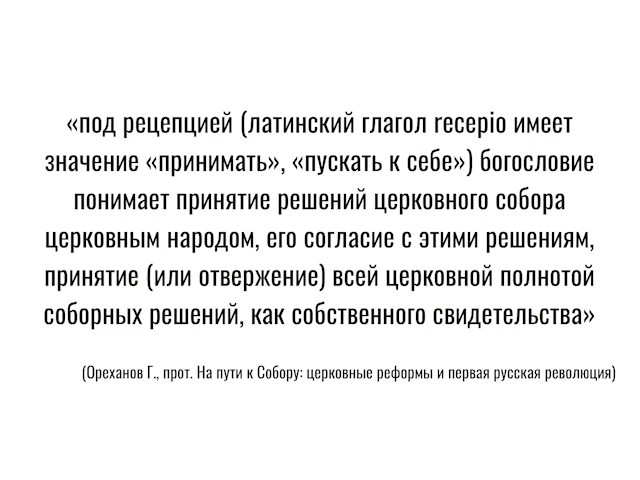 «под рецепцией (латинский глагол recepio имеет
значение «принимать», «пускать к себе») богословие
понимает принятие решений церковного собора
церковным народом, его согласие с этими решениям,
принятие (или отвержение) всей церковной полнотой
соборных решений, как собственного свидетельства»
(Ореханов Г., прот. На пути к Собору: церковные реформы и первая русская революция)